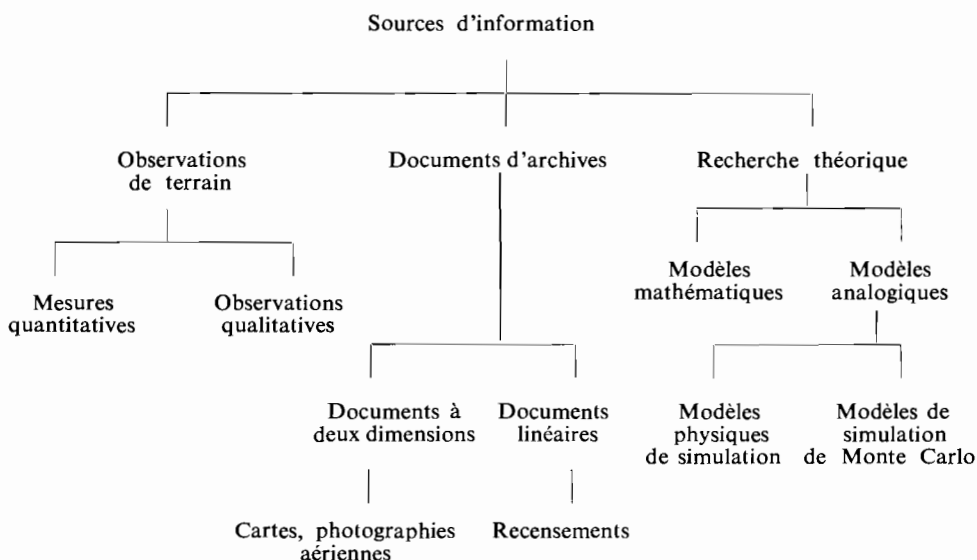 Sources d'information
Observations
de terrain
Documents d'archives
Recherche théorique
Mesures
quantitatives
Observations
qualitatives
Modèles
mathématiques
Modèles
analogiques
Documents à
deux dimensions
Documents
linéaires
Modèles
physiques
de simulation
Modèles de
simulation
de Monte Carlo
Cartes, photographies
aériennes
Recensements